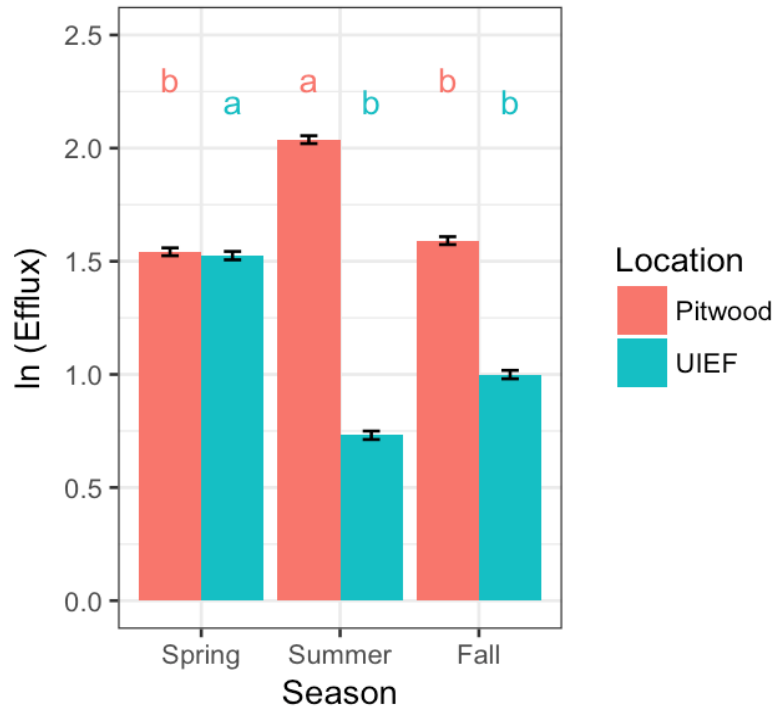 2.5
2.0
1.5
1.0
0.5
0.0
ln (Efflux)
b a b
a b b
Spring Summer Fall
Season
Location
Pitwood
UIEF